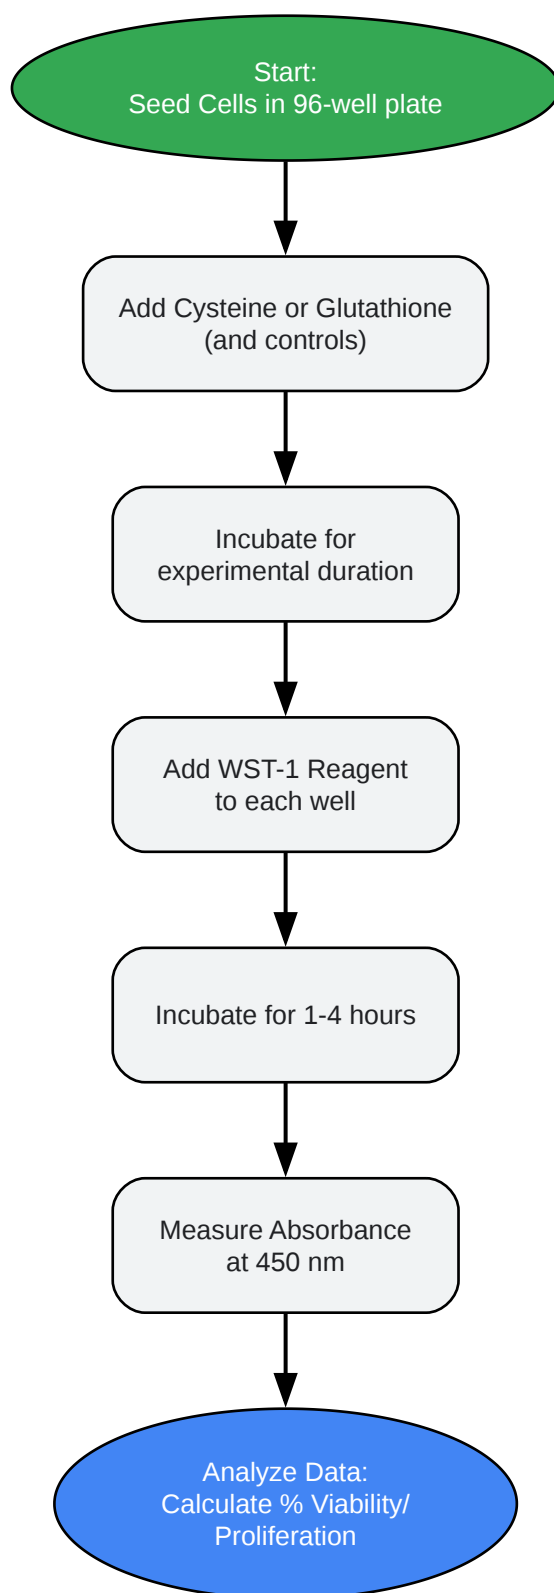 Start:
Seed Cells in 96-well plate
Add Cysteine or Glutathione
(and controls)
Incubate for
experimental duration
Add WST-1 Reagent
to each well
Incubate for 1-4 hours
Measure Absorbance
at 450 nm
Analyze Data:
Calculate % Viability/
Proliferation